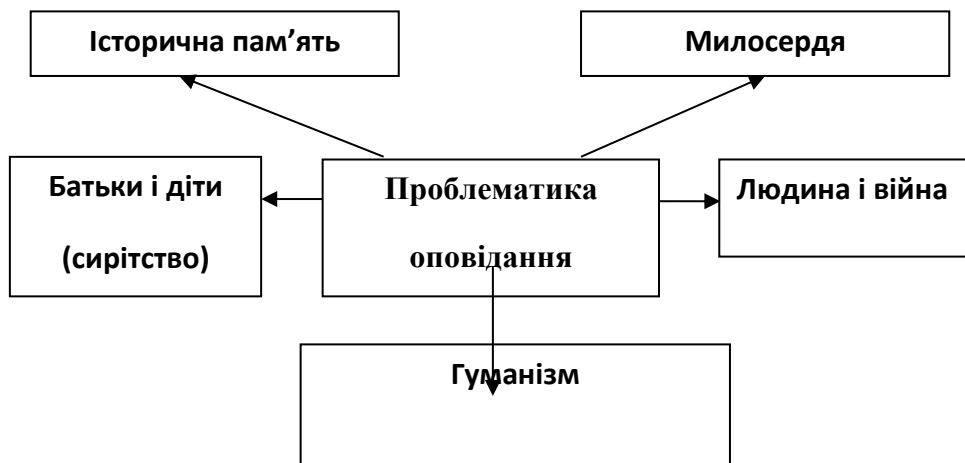 Історична пам’ять
Милосердя
Батьки і діти
(сирітство)
Проблематика
оповідання
Людина і війна
Гуманізм